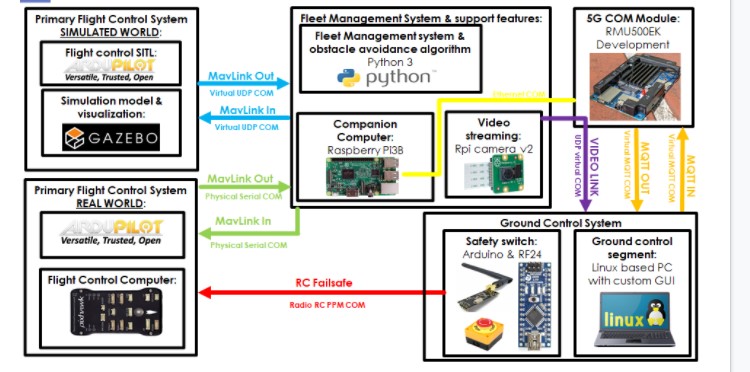 Primary Flight Control System
SIMULATED WORLD:
Flight control SITL:
ARDUPILOT
Versatile, Trusted, Open
Simulation model &
visualization:
GAZEBO
MavLink Out
Virtual UDP COM
MavLink In
Virtual UDP COM
Fleet Management System & support features:
Fleet Management system &
obstacle avoidance algorithm
Python 3
python
Ethernet COM
Companion
Computer:
Raspberry PI3B
Video
streaming:
Rpi camera v2
5G COM Module:
RMU500EK
Development
VIDEO LINK
UDP virtual COM
MQTT OUT
Virtual MQTT COM
MQTT IN
Virtual MQTT COM
Primary Flight Control System
REAL WORLD:
ARDUPILOT
Versatile, Trusted, Open
Flight Control Computer:
pixhawk
MavLink Out
Physical Serial COM
MavLink In
Physical Serial COM
RC Failsafe
Radio RC PPM COM
Ground Control System
Safety switch:
Arduino & RF24
Ground control
segment:
Linux based PC
with custom GUI
linux